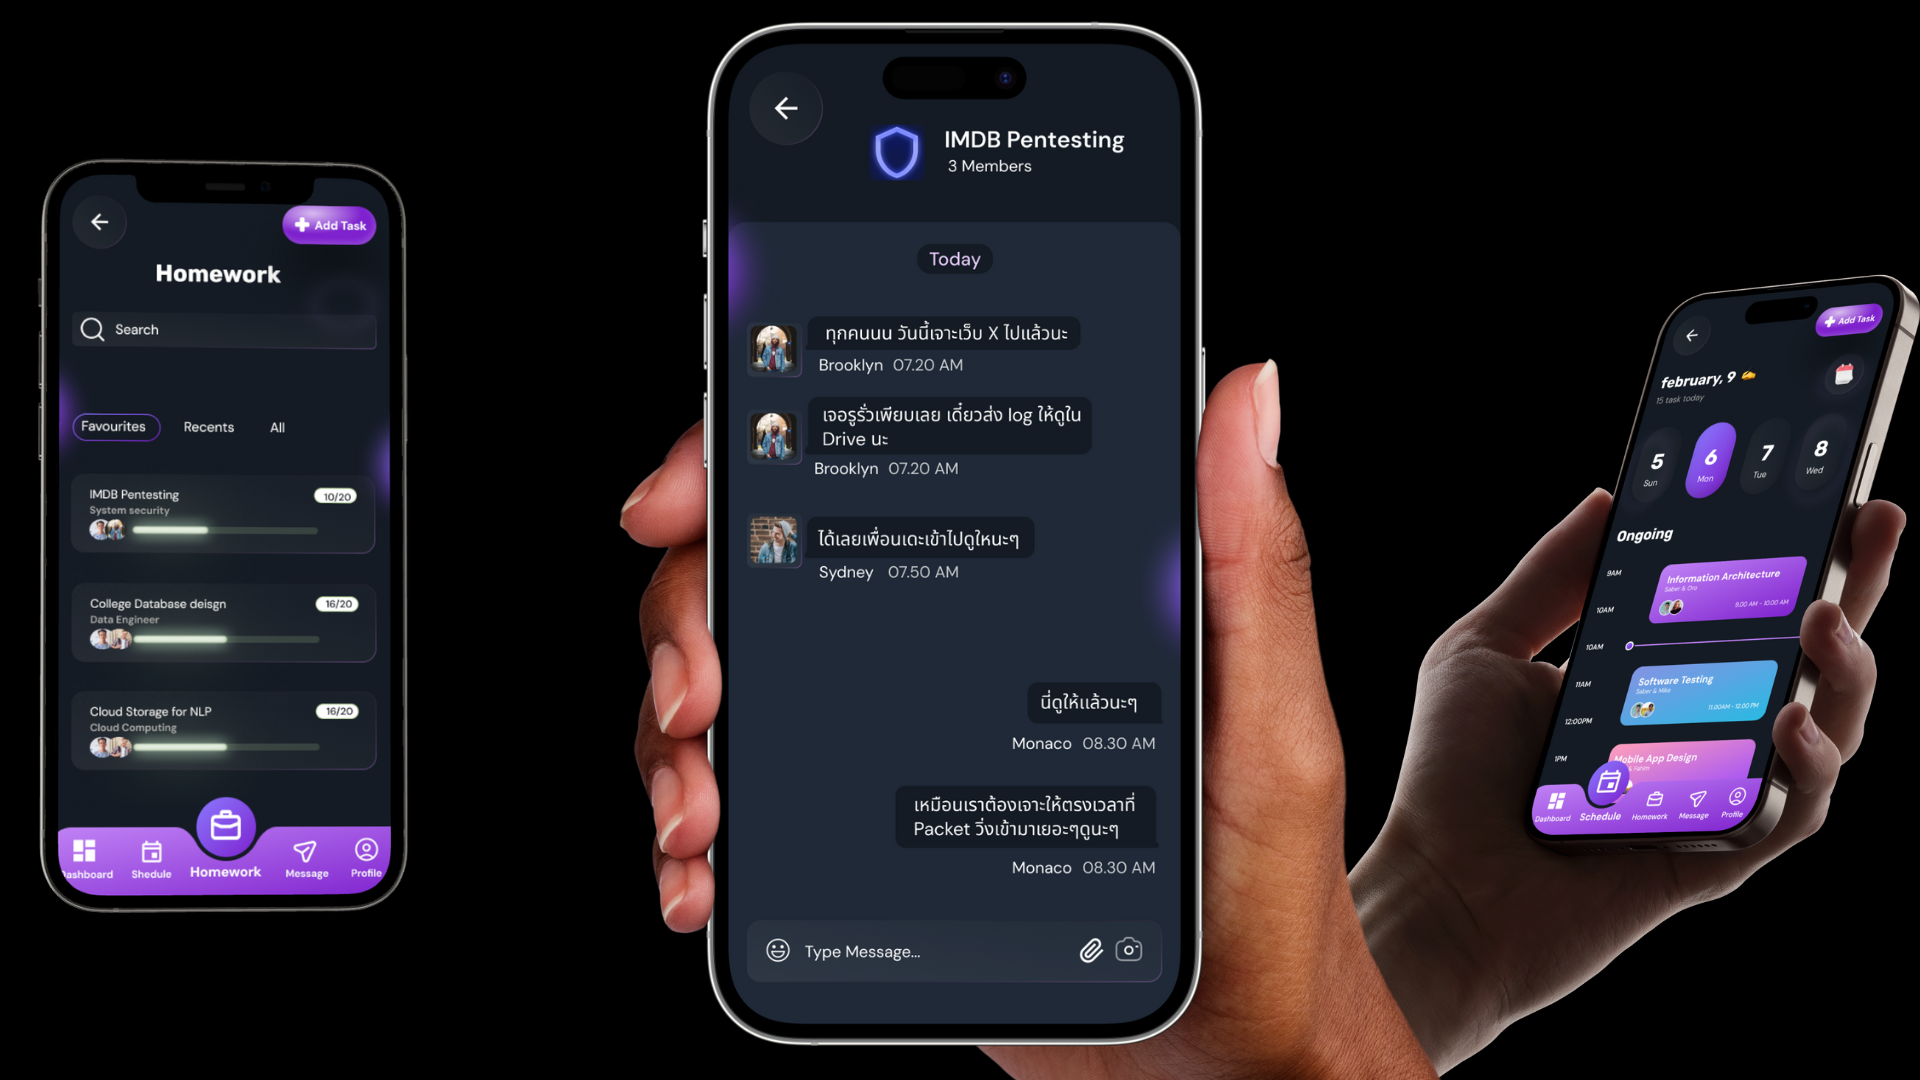 Add Task
Homework
Search
Favourites
Recents
All
IMDB Pentesting
10/20
System security
College Database deisgn
16/20
Data Engineer
Cloud Storage for NLP
16/20
Cloud Computing
ashboard
Shedule
Homework
Message
Profile
IMDB Pentesting
3 Members
Today
ทุกคนนน วันนี้เจาะเว็บ X ไปแล้วนะ
Brooklyn 07.20 AM
เจอรูรั่วเพียบเลย เดี๋ยวส่ง log ให้ดูใน
Drive นะ
Brooklyn 07.20 AM
ได้เลยเพื่อนเดะเข้าไปดูใหนะๆ
Sydney 07.50 AM
นี่ดูให้แล้วนะๆ
Monaco 08.30 AM
เหมือนเราต้องเจาะให้ตรงเวลาที่
Packet วิ่งเข้ามาเยอะๆดูนะๆ
Monaco 08.30 AM
Type Message...
Add Task
february, 9
15 task today
5
Sun
6
Mon
7
Tue
8
Wed
Ongoing
9AM
Information Architecture
Saber & Oro
8.00 AM - 10:00 AM
10AM
10AM
11AM
Software Testing
Saber & Mike
11.00AM - 12:00 PM
12:00PM
1PM
Mobile App Design
& Fahim
Dashboard
Schedule
Homework
Message
Profile